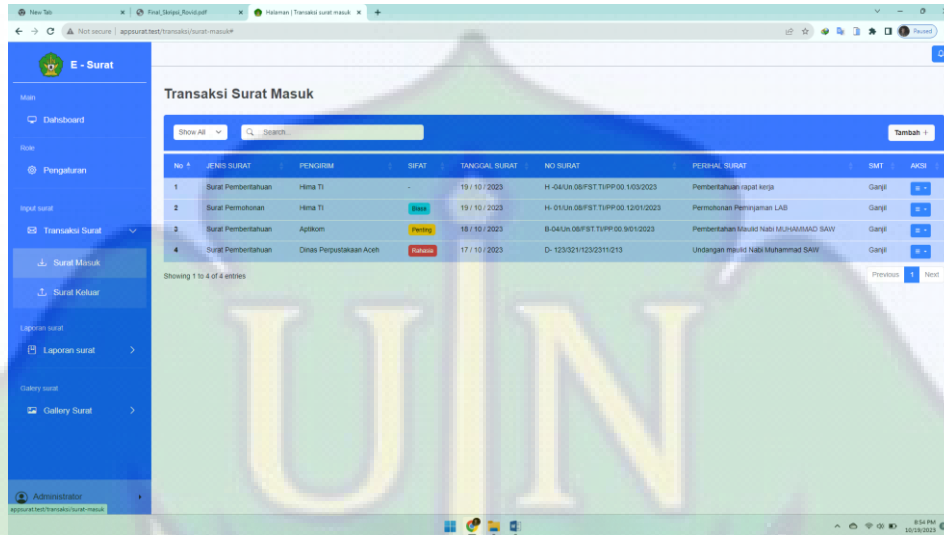 New Tab
Final_Skripsi_Rovid.pdf
Halaman | Transaksi surat masuk
Not secure | appsurat.test/transaksi/surat-masuk#
Paused
E - Surat
Main
Dahsboard
Role
Pengaturan
Input surat
Transaksi Surat
Surat Masuk
Surat Keluar
Laporan surat
Laporan surat
Galery surat
Gallery Surat
Administrator
appsurat.test/transaksi/surat-masuk
Transaksi Surat Masuk
Show All Search... Tambah +
No JENIS SURAT PENGIRIM SIFAT TANGGAL SURAT NO SURAT PERIHAL SURAT SMT AKSI
1 Surat Pemberitahuan Hima TI - 19 / 10 / 2023 H -04/Un.08/FST.TI/PP.00.1/03/2023 Pemberitahuan rapat kerja Ganjil
2 Surat Permohonan Hima TI Biasa 19 / 10 / 2023 H- 01/Un.08/FST.TI/PP.00.12/01/2023 Permohonan Peminjaman LAB Ganjil
3 Surat Pemberitahuan Aptikom Penting 18 / 10 / 2023 B-04/Un.08/FST.TI/PP.00.9/01/2023 Pemberitahan Maulid Nabi MUHAMMAD SAW Ganjil
4 Surat Pemberitahuan Dinas Perpustakaan Aceh Rahasia 17 / 10 / 2023 D- 123/321/123/2311/213 Undangan maulid Nabi Muhammad SAW Ganjil
Showing 1 to 4 of 4 entries
Previous 1 Next
UN
8:54 PM
10/19/2023